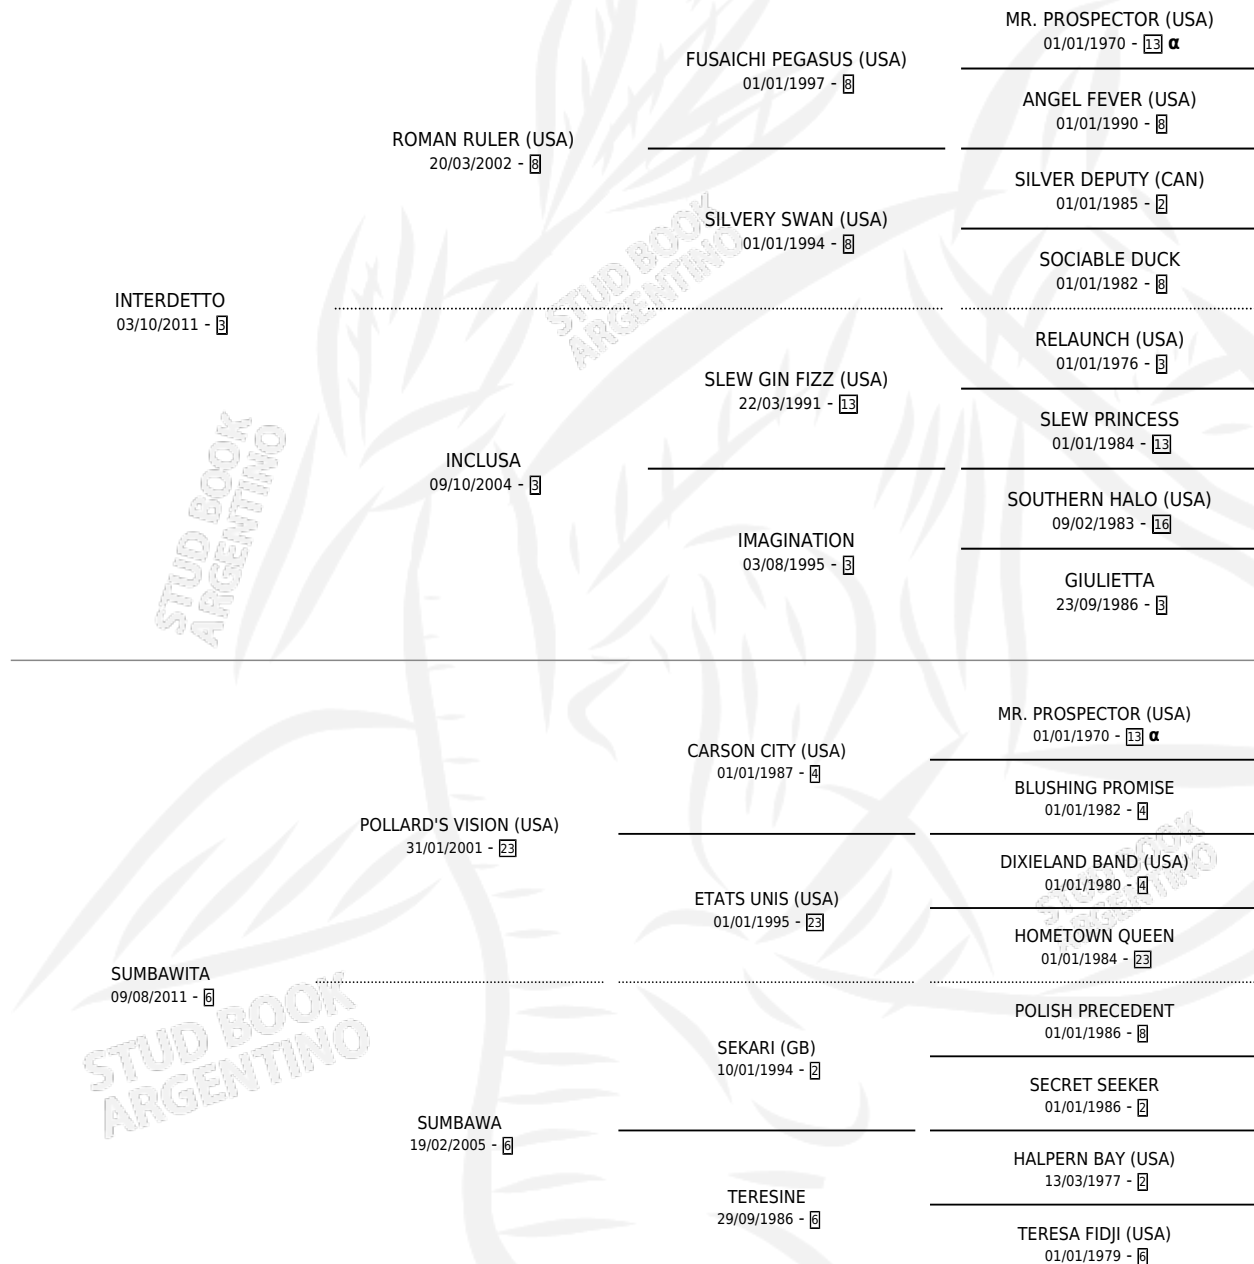 MR. PROSPECTOR (USA)
01/01/1970 - 13 α
FUSAICHI PEGASUS (USA)
01/01/1997 - 8
ANGEL FEVER (USA)
01/01/1990 - 8
ROMAN RULER (USA)
20/03/2002 - 8
SILVER DEPUTY (CAN)
01/01/1985 - 2
SILVERY SWAN (USA)
01/01/1994 - 8
SOCIABLE DUCK
01/01/1982 - 8
STUD BOOK
ARGENTINO
INTERDETTO
03/10/2011 - 3
RELAUNCH (USA)
01/01/1976 - 3
SLEW GIN FIZZ (USA)
22/03/1991 - 13
SLEW PRINCESS
01/01/1984 - 13
INCLUSA
09/10/2004 - 3
SOUTHERN HALO (USA)
09/02/1983 - 16
IMAGINATION
03/08/1995 - 3
GIULIETTA
23/09/1986 - 3
STUD BOOK
ARGENTINO
MR. PROSPECTOR (USA)
01/01/1970 - 13 α
CARSON CITY (USA)
01/01/1987 - 4
BLUSHING PROMISE
01/01/1982 - 4
POLLARD'S VISION (USA)
31/01/2001 - 23
DIXIELAND BAND (USA)
01/01/1980 - 4
ETATS UNIS (USA)
01/01/1995 - 23
HOMETOWN QUEEN
01/01/1984 - 23
STUD BOOK
ARGENTINO
SUMBAWITA
09/08/2011 - 6
POLISH PRECEDENT
01/01/1986 - 8
SEKARI (GB)
10/01/1994 - 2
SECRET SEEKER
01/01/1986 - 2
STUD BOOK
ARGENTINO
SUMBAWA
19/02/2005 - 6
HALPERN BAY (USA)
13/03/1977 - 2
TERESINE
29/09/1986 - 6
TERESA FIDJI (USA)
01/01/1979 - 6